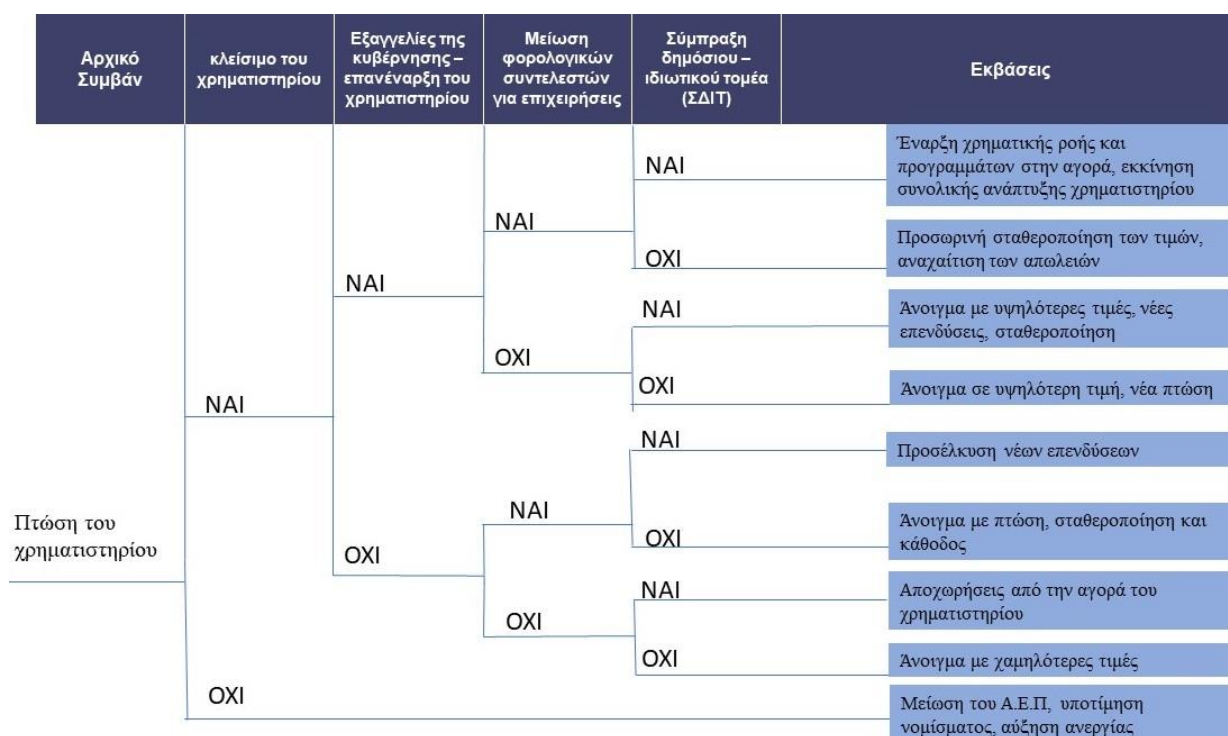 Αρχικό
Συμβάν
κλείσιμο του
χρηματιστηρίου
Εξαγγελίες της
κυβέρνησης –
επανέναρξη του
χρηματιστηρίου
Μείωση
φορολογικών
συντελεστών
για επιχειρήσεις
Σύμπραξη
δημόσιου –
ιδιωτικού τομέα
(ΣΔΙΤ)
Εκβάσεις
Πτώση του
χρηματιστηρίου
ΝΑΙ
ΟΧΙ
ΝΑΙ
ΟΧΙ
ΝΑΙ
ΟΧΙ
ΝΑΙ
ΟΧΙ
ΝΑΙ
Έναρξη χρηματικής ροής και
προγραμμάτων στην αγορά, εκκίνηση
συνολικής ανάπτυξης χρηματιστηρίου
ΟΧΙ
Προσωρινή σταθεροποίηση των τιμών,
αναχαίτιση των απωλειών
ΝΑΙ
Άνοιγμα με υψηλότερες τιμές, νέες
επενδύσεις, σταθεροποίηση
ΟΧΙ
Άνοιγμα σε υψηλότερη τιμή, νέα πτώση
ΝΑΙ
Προσέλκυση νέων επενδύσεων
ΟΧΙ
Άνοιγμα με πτώση, σταθεροποίηση και
κάθοδος
ΝΑΙ
Αποχωρήσεις από την αγορά του
χρηματιστηρίου
ΟΧΙ
Άνοιγμα με χαμηλότερες τιμές
Μείωση του Α.Ε.Π, υποτίμηση
νομίσματος, αύξηση ανεργίας